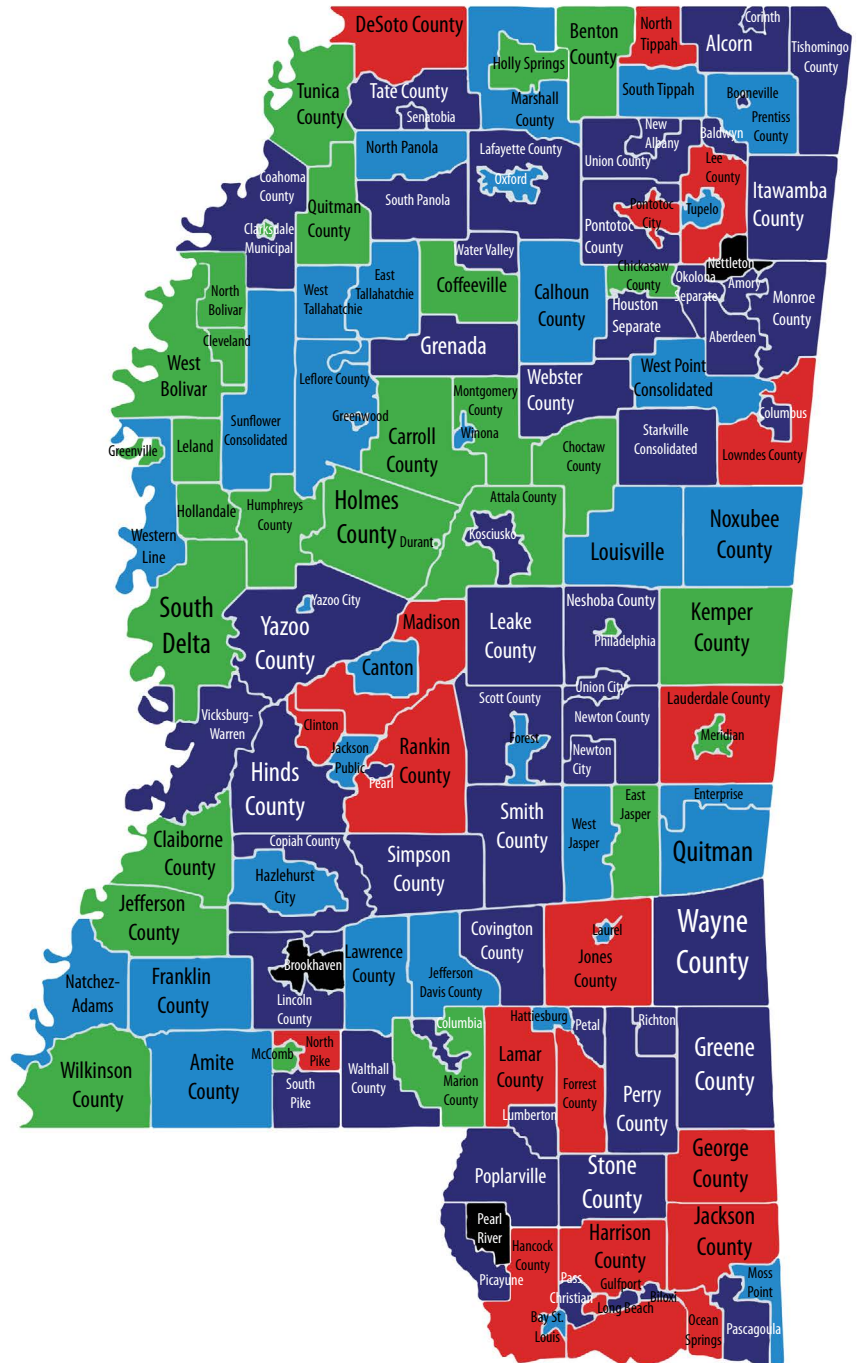 DeSoto County
Holly Springs
Benton
County
North
Tippah
Corinth
Alcorn
Tishomingo
County
Tunica
County
Tate County
Senatobia
Marshall
County
South Tippah
Booneville
Prentiss
County
North Panola
Lafayette County
New
Albany
Union County
Baldwyn
Lee
County
Coahoma
County
Quitman
County
South Panola
Oxford
Pontotoc
City
Tupelo
Itawamba
County
Clarksdale
Municipal
Pontotoc
County
Water Valley
Nettleton
North
Bolivar
West
Tallahatchie
East
Tallahatchie
Coffeeville
Calhoun
County
Chickasaw
County
Okolona
Separate
Amory
Houston
Separate
Monroe
County
Cleveland
West
Bolivar
Grenada
Aberdeen
Leflore County
Webster
County
West Point
Consolidated
Montgomery
County
Sunflower
Consolidated
Greenwood
Winona
Columbus
Greenville
Leland
Carroll
County
Choctaw
County
Starkville
Consolidated
Lowndes County
Hollandale
Humphreys
County
Holmes
County
Durant
Attala County
Kosciusko
Western
Line
Louisville
Noxubee
County
South
Delta
Yazoo City
Yazoo
County
Madison
Leake
County
Neshoba County
Philadelphia
Kemper
County
Canton
Union City
Vicksburg-
Warren
Clinton
Scott County
Newton County
Lauderdale County
Jackson
Public
Rankin
County
Forest
Newton
City
Meridian
Hinds
County
Pearl
Smith
County
West
Jasper
East
Jasper
Enterprise
Quitman
Claiborne
County
Copiah County
Simpson
County
Hazlehurst
City
Jefferson
County
Covington
County
Laurel
Jones
County
Wayne
County
Natchez-
Adams
Franklin
County
Brookhaven
Lincoln
County
Lawrence
County
Jefferson
Davis County
Wilkinson
County
Amite
County
McComb
North
Pike
South
Pike
Walthall
County
Columbia
Marion
County
Hattiesburg
Petal
Richton
Lamar
County
Forrest
County
Perry
County
Greene
County
Lumberton
Poplarville
Stone
County
George
County
Pearl
River
Hancock
County
Harrison
County
Jackson
County
Picayune
Pass
Christian
Gulfport
Long Beach
Biloxi
Moss
Point
Bay St.
Louis
Ocean
Springs
Pascagoula